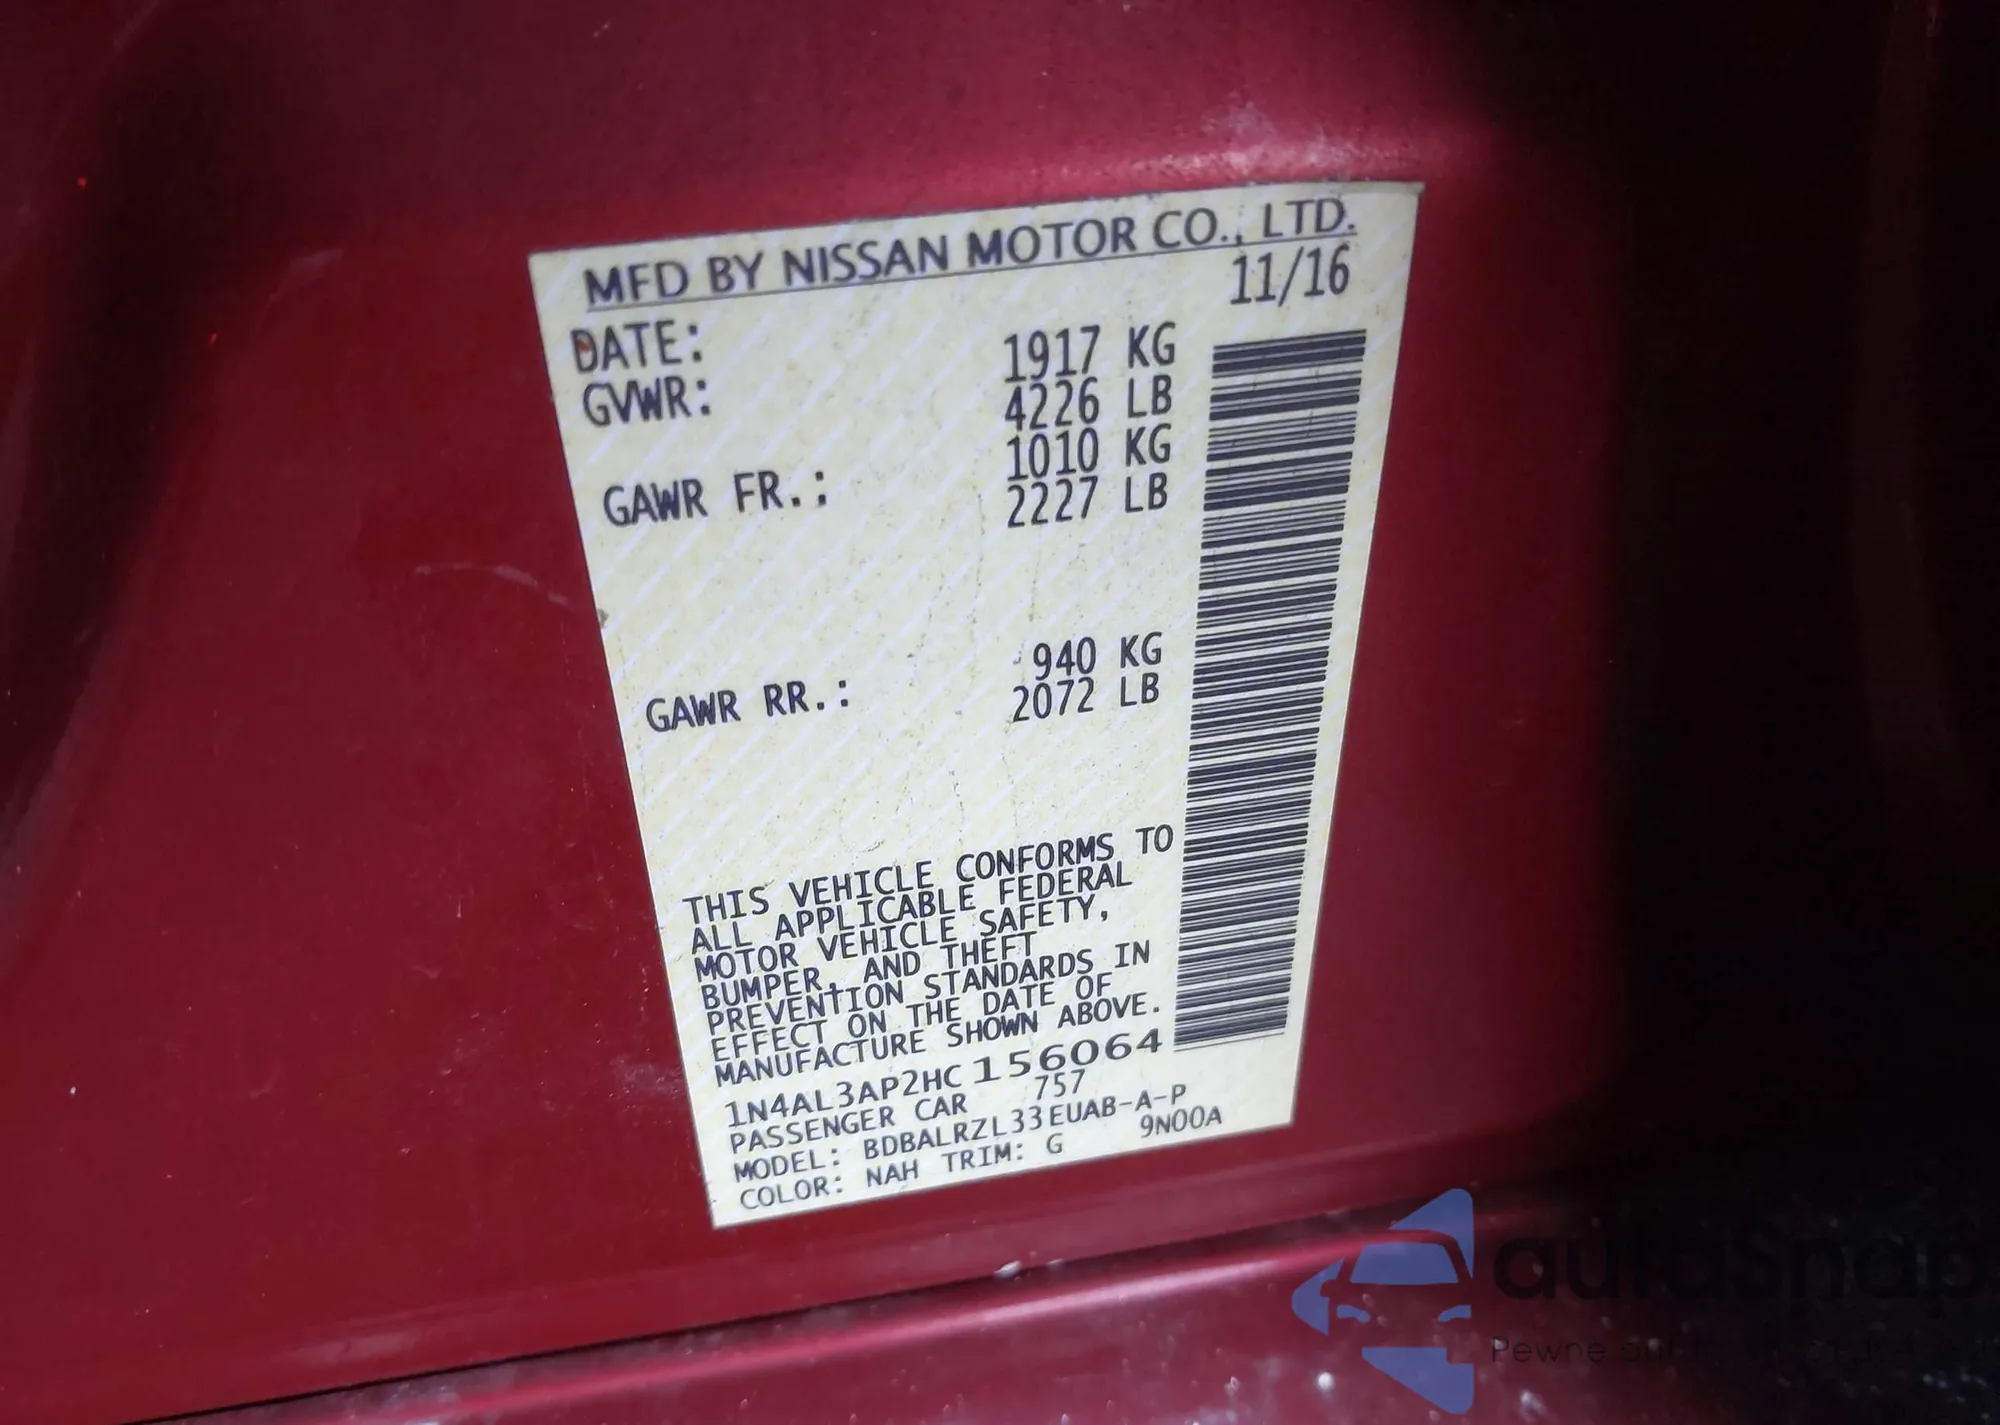 MFD BY NISSAN MOTOR CO., LTD.
DATE: 11/16
GVWR: 1917 KG
4226 LB
GAWR FR.: 1010 KG
2227 LB
GAWR RR.: 940 KG
2072 LB
THIS VEHICLE CONFORMS TO
ALL APPLICABLE FEDERAL
MOTOR VEHICLE SAFETY,
BUMPER, AND THEFT
PREVENTION STANDARDS IN
EFFECT ON THE DATE OF
MANUFACTURE SHOWN ABOVE.
1N4AL3AP2HC156064
PASSENGER CAR 757
MODEL: BDBALRZL33EUAB-A-P
COLOR: NAH TRIM: G 9N00A
autasnap
Pewne